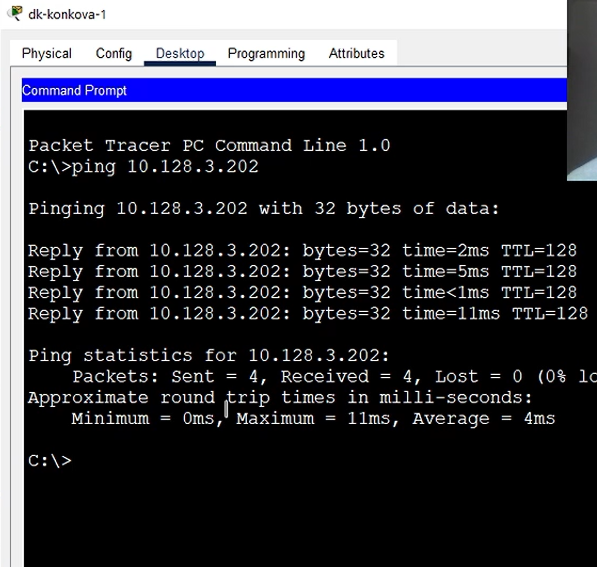 dk-konkova-1
Physical Config Desktop Programming Attributes
Command Prompt
Packet Tracer PC Command Line 1.0
C:\>ping 10.128.3.202
Pinging 10.128.3.202 with 32 bytes of data:
Reply from 10.128.3.202: bytes=32 time=2ms TTL=128
Reply from 10.128.3.202: bytes=32 time=5ms TTL=128
Reply from 10.128.3.202: bytes=32 time<1ms TTL=128
Reply from 10.128.3.202: bytes=32 time=11ms TTL=128
Ping statistics for 10.128.3.202:
Packets: Sent = 4, Received = 4, Lost = 0 (0% lo
Approximate round trip times in milli-seconds:
Minimum = 0ms, Maximum = 11ms, Average = 4ms
C:\>